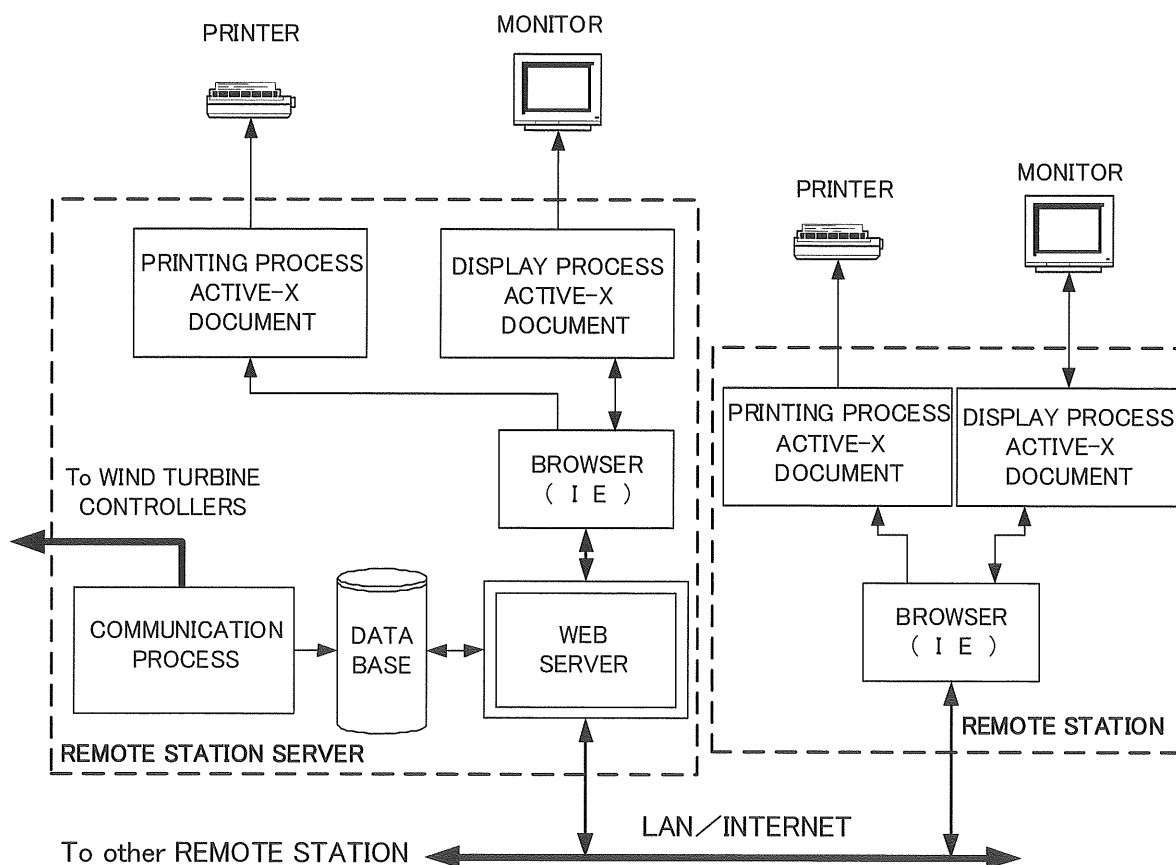 PRINTER
MONITOR
PRINTING PROCESS
ACTIVE-X
DOCUMENT
DISPLAY PROCESS
ACTIVE-X
DOCUMENT
BROWSER
( I E )
To WIND TURBINE
CONTROLLERS
COMMUNICATION
PROCESS
DATA
BASE
WEB
SERVER
REMOTE STATION SERVER
PRINTER
MONITOR
PRINTING PROCESS
ACTIVE-X
DOCUMENT
DISPLAY PROCESS
ACTIVE-X
DOCUMENT
BROWSER
( I E )
REMOTE STATION
LAN/INTERNET
To other REMOTE STATION